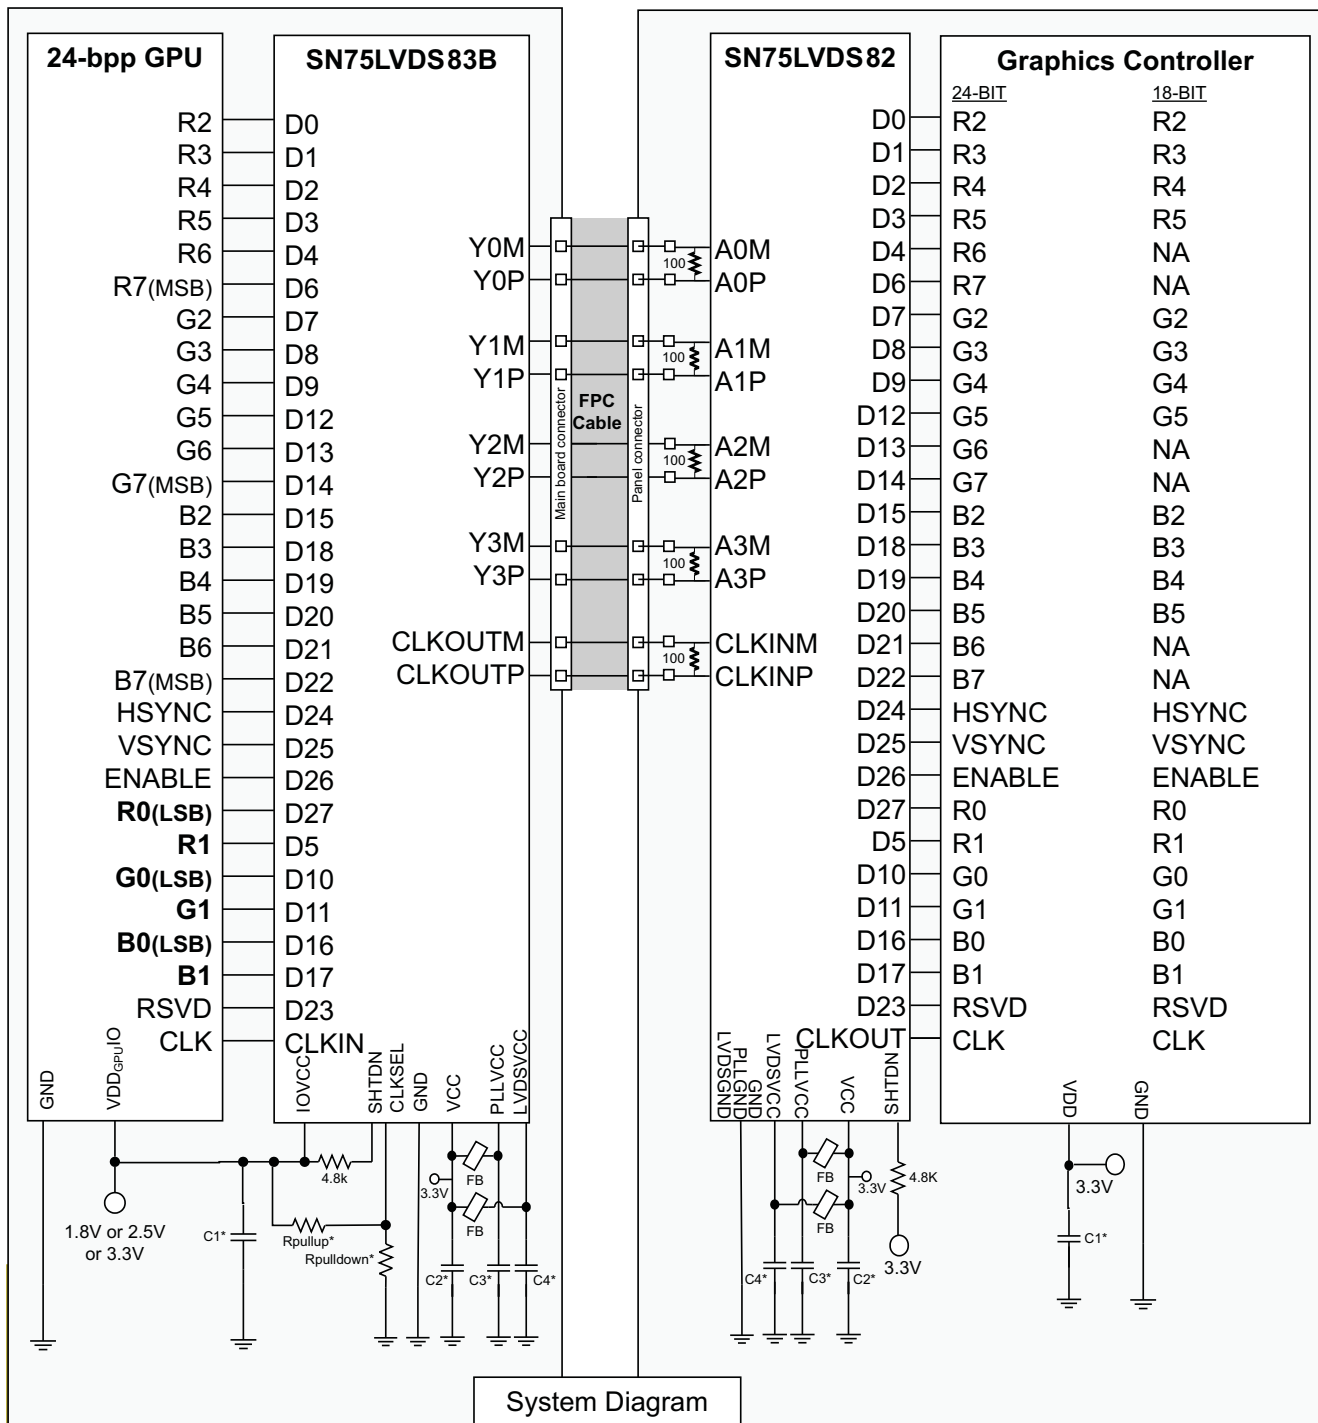 24-bpp GPU
R2
R3
R4
R5
R6
R7(MSB)
G2
G3
G4
G5
G6
G7(MSB)
B2
B3
B4
B5
B6
B7(MSB)
HSYNC
VSYNC
ENABLE
R0(LSB)
R1
G0(LSB)
G1
B0(LSB)
B1
RSVD
CLK
GND
VDDGPUIO
SN75LVDS83B
D0
D1
D2
D3
D4
D6
D7
D8
D9
D12
D13
D14
D15
D18
D19
D20
D21
D22
D24
D25
D26
D27
D5
D10
D11
D16
D17
D23
CLKIN
Y0M
Y0P
Y1M
Y1P
Y2M
Y2P
Y3M
Y3P
CLKOUTM
CLKOUTP
IOVCC
SHTDN
CLKSEL
GND
VCC
PLLVCC
LVDSVCC
Main board connector
FPC
Cable
Panel connector
100
100
100
100
100
SN75LVDS82
A0M
A0P
A1M
A1P
A2M
A2P
A3M
A3P
CLKINM
CLKINP
D0
D1
D2
D3
D4
D6
D7
D8
D9
D12
D13
D14
D15
D18
D19
D20
D21
D22
D24
D25
D26
D27
D5
D10
D11
D16
D17
D23
CLKOUT
LVDSGND
PLLGND
GND
LVDSVCC
PLLVCC
VCC
SHTDN
Graphics Controller
24-BIT
R2
R3
R4
R5
R6
R7
G2
G3
G4
G5
G6
G7
B2
B3
B4
B5
B6
B7
HSYNC
VSYNC
ENABLE
R0
R1
G0
G1
B0
B1
RSVD
CLK
18-BIT
R2
R3
R4
R5
NA
NA
G2
G3
G4
G5
NA
NA
B2
B3
B4
B5
NA
NA
HSYNC
VSYNC
ENABLE
R0
R1
G0
G1
B0
B1
RSVD
CLK
VDD
GND
1.8V or 2.5V
or 3.3V
C1*
4.8k
Rpullup*
Rpulldown*
3.3V
FB
FB
C2*
C3*
C4*
FB
3.3V
FB
4.8K
C4*
C3*
C2*
3.3V
3.3V
C1*
System Diagram